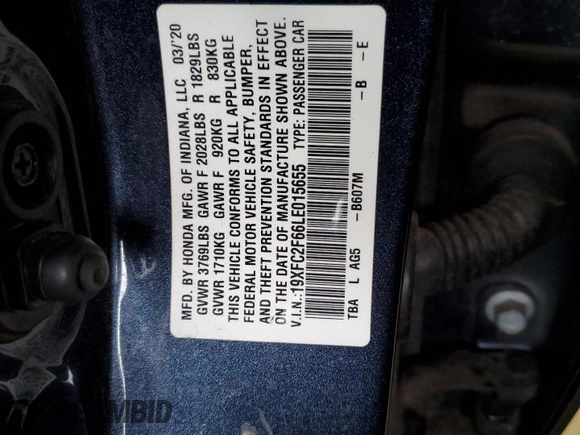 MFD. BY HONDA MFG. OF INDIANA, LLC 03/'20
GVWR 3769LBS GAWR F 2028LBS R 1829LBS
GVWR 1710KG GAWR F 920KG R 830KG
THIS VEHICLE CONFORMS TO ALL APPLICABLE
FEDERAL MOTOR VEHICLE SAFETY, BUMPER,
AND THEFT PREVENTION STANDARDS IN EFFECT
ON THE DATE OF MANUFACTURE SHOWN ABOVE.
V.I.N.:19XFC2F66LE015655 TYPE: PASSENGER CAR
-B607M -B -E
TBA L AG5